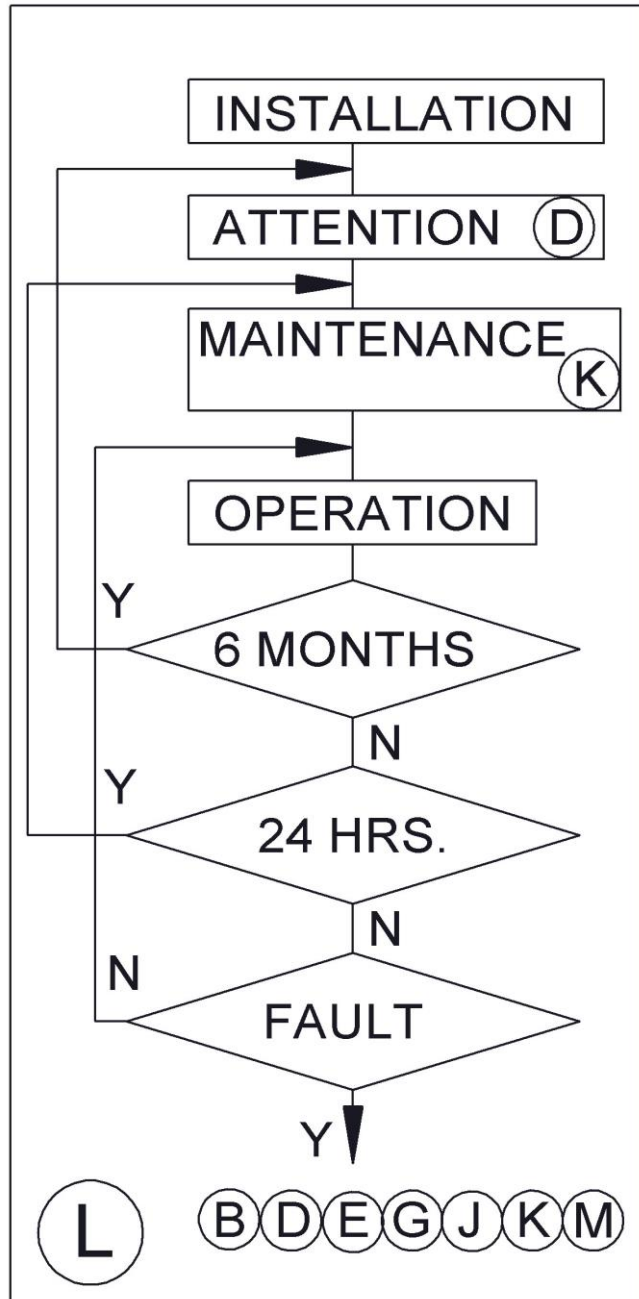 INSTALLATION
ATTENTION D
MAINTENANCE
K
OPERATION
Y
6 MONTHS
N
Y
24 HRS.
N
N
FAULT
Y
L B D E G J K M